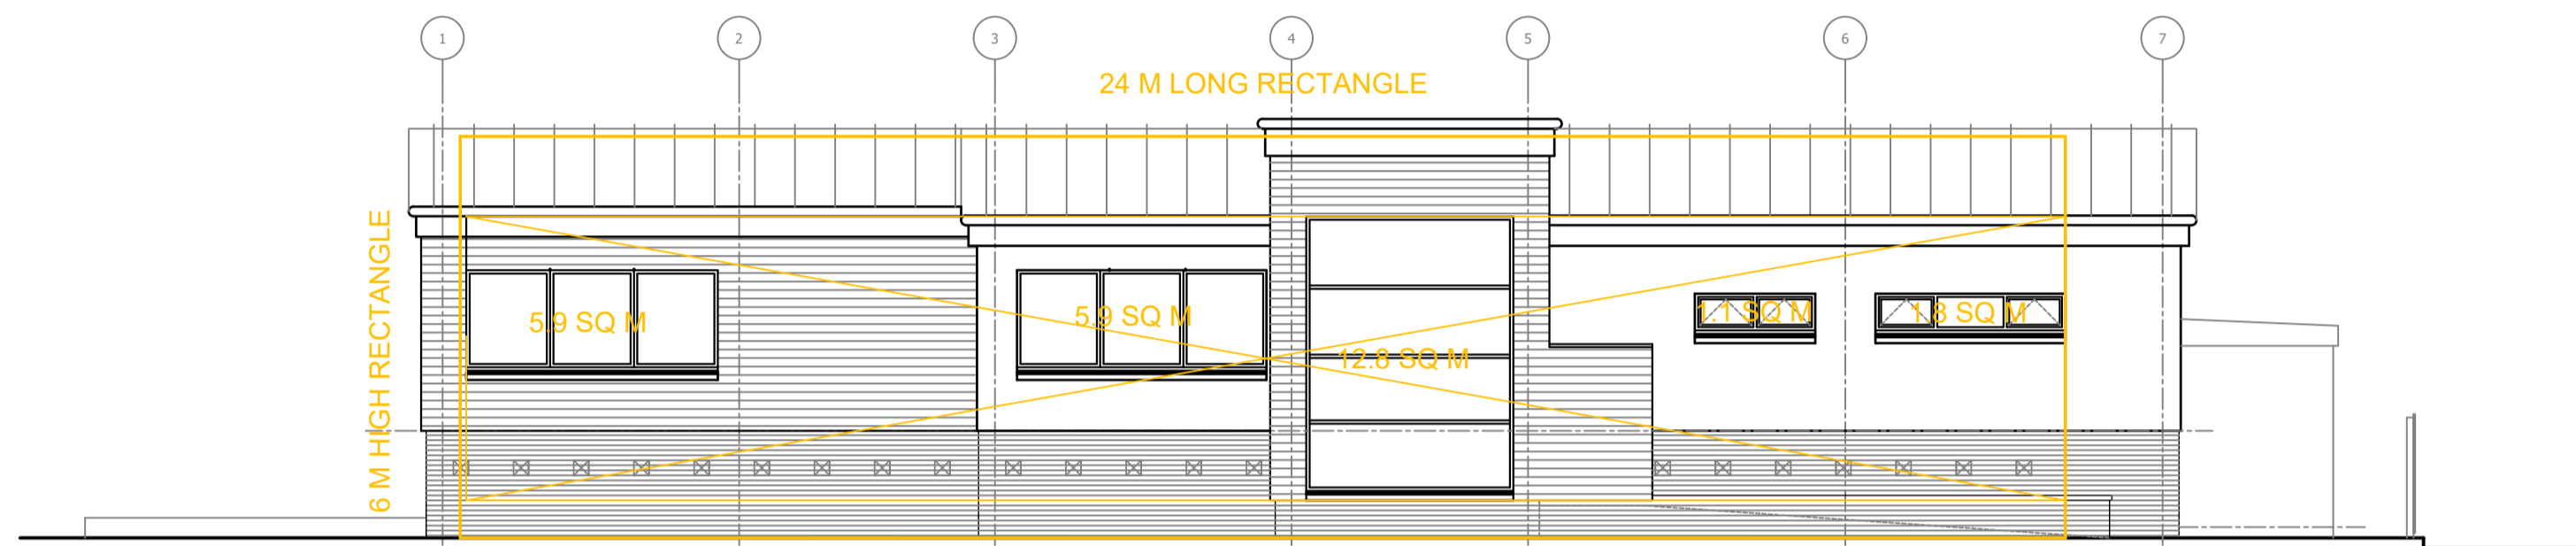 1 2 3 4 5 6 7
24 M LONG RECTANGLE
6 M HIGH RECTANGLE
5.9 SQ M
5.9 SQ M
12.8 SQ M
1.1 SQ M
1.8 SQ M